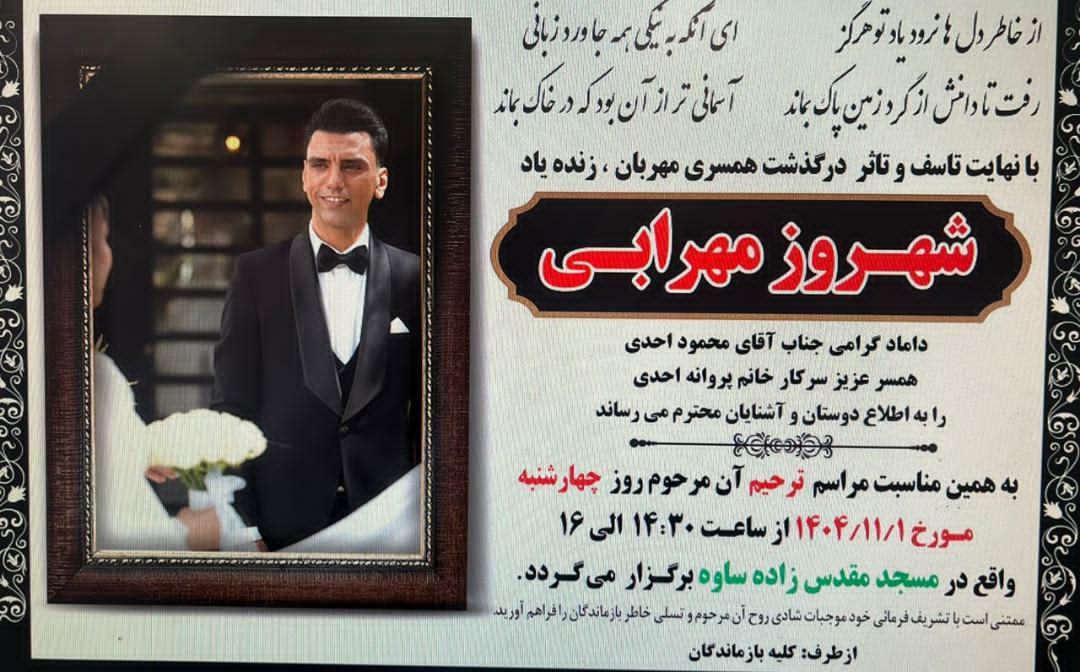 از خاطر دل ها نرود یاد تو هرگز    ای آنکه به نیکی همه جا ورد زبانی
رفت تا دامنش از گرد زمین پاک بماند    آسمانی تر از آن بود که در خاک بماند
با نهایت تاسف و تاثر درگذشت همسری مهربان ، زنده یاد
شهروز مهرابی
داماد گرامی جناب آقای محمود احدی
همسر عزیز سرکار خانم پروانه احدی
را به اطلاع دوستان و آشنایان محترم می رساند
به همین مناسبت مراسم ترحیم آن مرحوم روز چهارشنبه
مورخ ۱۴۰۴/۱۱/۱ از ساعت ۱۴:۳۰ الی ۱۶
واقع در مسجد مقدس زاده ساوه برگزار می گردد.
ممتنی است با تشریف فرمائی خود موجبات شادی روح آن مرحوم و تسلی خاطر بازماندگان را فراهم آورید.
ازطرف: کلیه بازماندگان